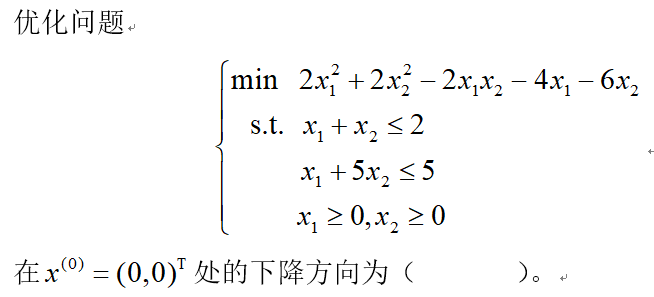 优化问题
min 2x₁² + 2x₂² − 2x₁x₂ − 4x₁ − 6x₂
s.t. x₁ + x₂ ≤ 2
x₁ + 5x₂ ≤ 5
x₁ ≥ 0, x₂ ≥ 0
在 x⁽⁰⁾ = (0,0)ᵀ 处的下降方向为（ ）。